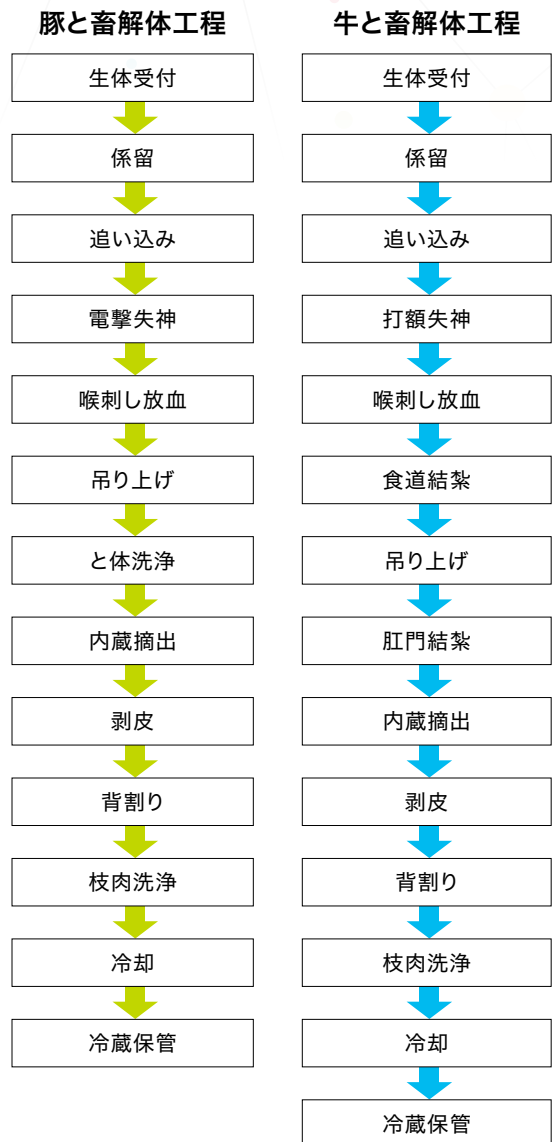 豚と畜解体工程
生体受付
係留
追い込み
電撃失神
喉刺し放血
吊り上げ
と体洗浄
内蔵摘出
剥皮
背割り
枝肉洗浄
冷却
冷蔵保管
牛と畜解体工程
生体受付
係留
追い込み
打額失神
喉刺し放血
食道結紮
吊り上げ
肛門結紮
内蔵摘出
剥皮
背割り
枝肉洗浄
冷却
冷蔵保管